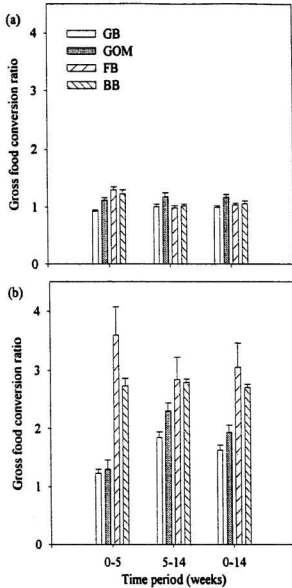 (a)
4
3
2
1
0
Gross food conversion ratio
GB
GOM
FB
BB
(b)
4
3
2
1
0
Gross food conversion ratio
0-5 5-14 0-14
Time period (weeks)